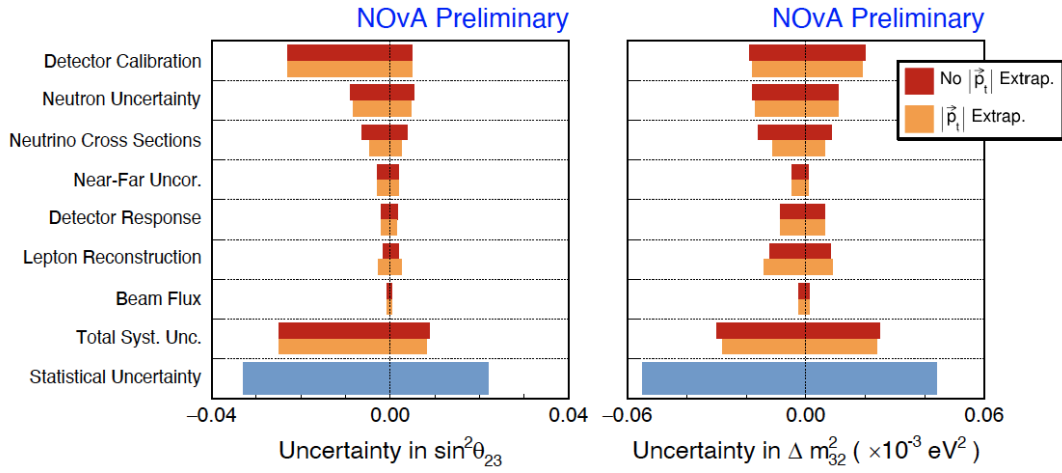 NOvA Preliminary NOvA Preliminary
Detector Calibration
Neutron Uncertainty
Neutrino Cross Sections
Near-Far Uncor.
Detector Response
Lepton Reconstruction
Beam Flux
Total Syst. Unc.
Statistical Uncertainty
No |p⃗ₜ| Extrap.
|p⃗ₜ| Extrap.
−0.04 0.00 0.04 −0.06 0.00 0.06
Uncertainty in sin²θ₂₃ Uncertainty in Δ m²₃₂ ( ×10⁻³ eV²)